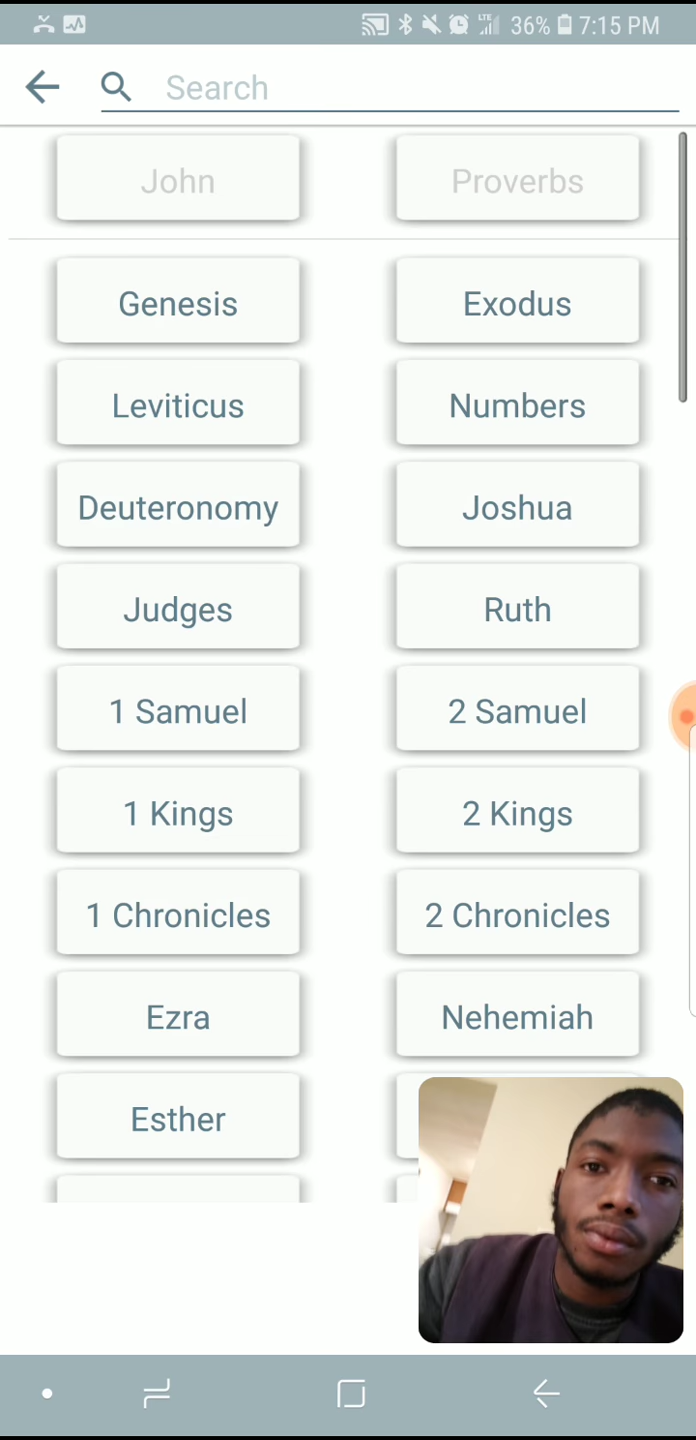 LTE 36% 7:15 PM
Search
John Proverbs
Genesis Exodus
Leviticus Numbers
Deuteronomy Joshua
Judges Ruth
1 Samuel 2 Samuel
1 Kings 2 Kings
1 Chronicles 2 Chronicles
Ezra Nehemiah
Esther